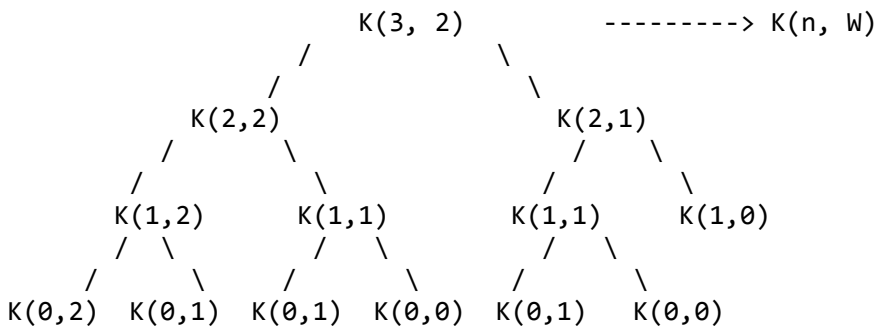 K(3, 2) ---------> K(n, W)
/ \
/ \
K(2,2) K(2,1)
/ \ / \
/ \ / \
K(1,2) K(1,1) K(1,1) K(1,0)
/ \ / \ / \
/ \ / \ / \
K(0,2) K(0,1) K(0,1) K(0,0) K(0,1) K(0,0)